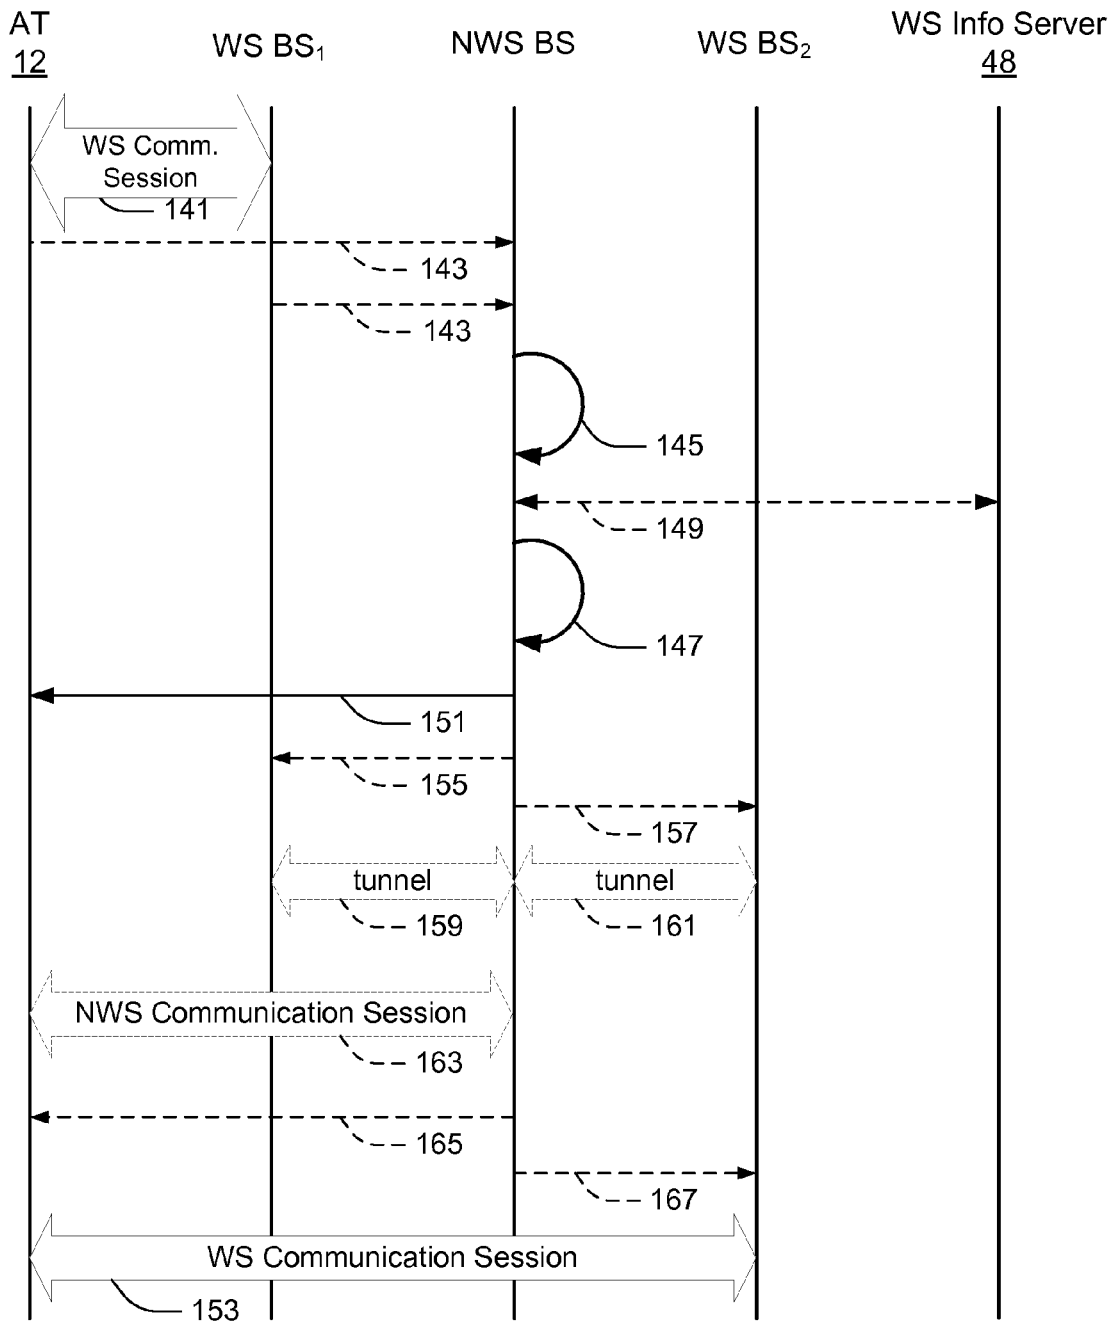 AT
12
WS BS₁
NWS BS
WS BS₂
WS Info Server
48
WS Comm.
Session
141
143
143
145
149
147
151
155
157
tunnel
tunnel
159
161
NWS Communication Session
163
165
167
WS Communication Session
153